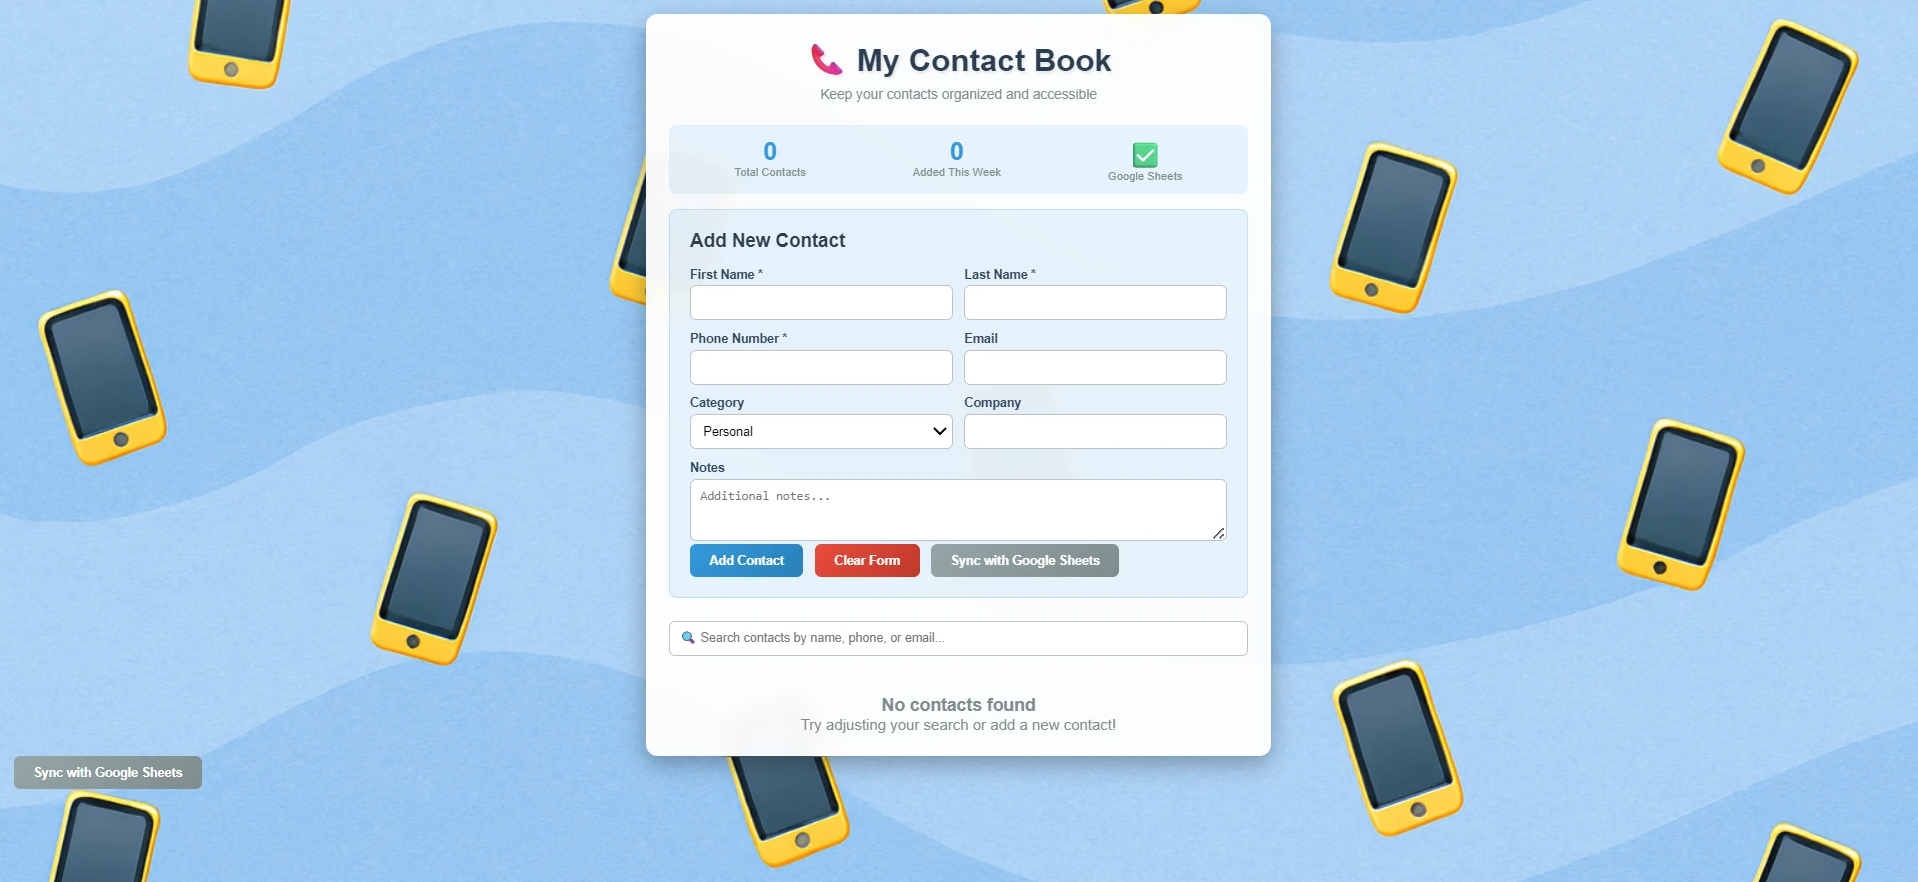 My Contact Book
Keep your contacts organized and accessible
0
Total Contacts
0
Added This Week
Google Sheets
Add New Contact
First Name *
Last Name *
Phone Number *
Email
Category
Company
Personal
Notes
Additional notes...
Add Contact
Clear Form
Sync with Google Sheets
Search contacts by name, phone, or email...
No contacts found
Try adjusting your search or add a new contact!
Sync with Google Sheets